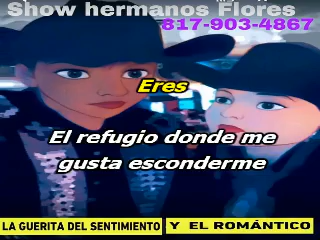 Show hermanos Flores
817-903-4867
Eres
El refugio donde me
gusta esconderme
LA GUERITA DEL SENTIMIENTO Y EL ROMÁNTICO